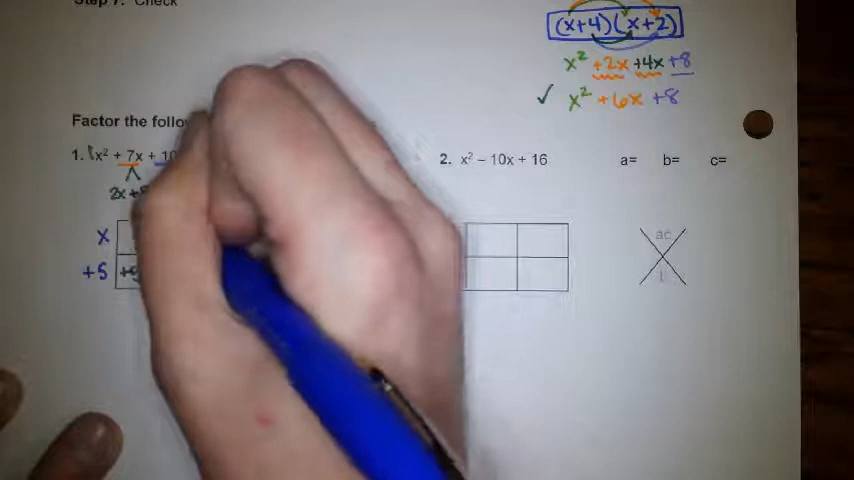 Step 7: Check
(x+4)(x+2)
x² +2x +4x +8
✓ x² +6x +8
Factor the follo
1. 1x² + 7x + 10
2x +
x
+5
2. x² – 10x + 16 a= b= c=
ac
b